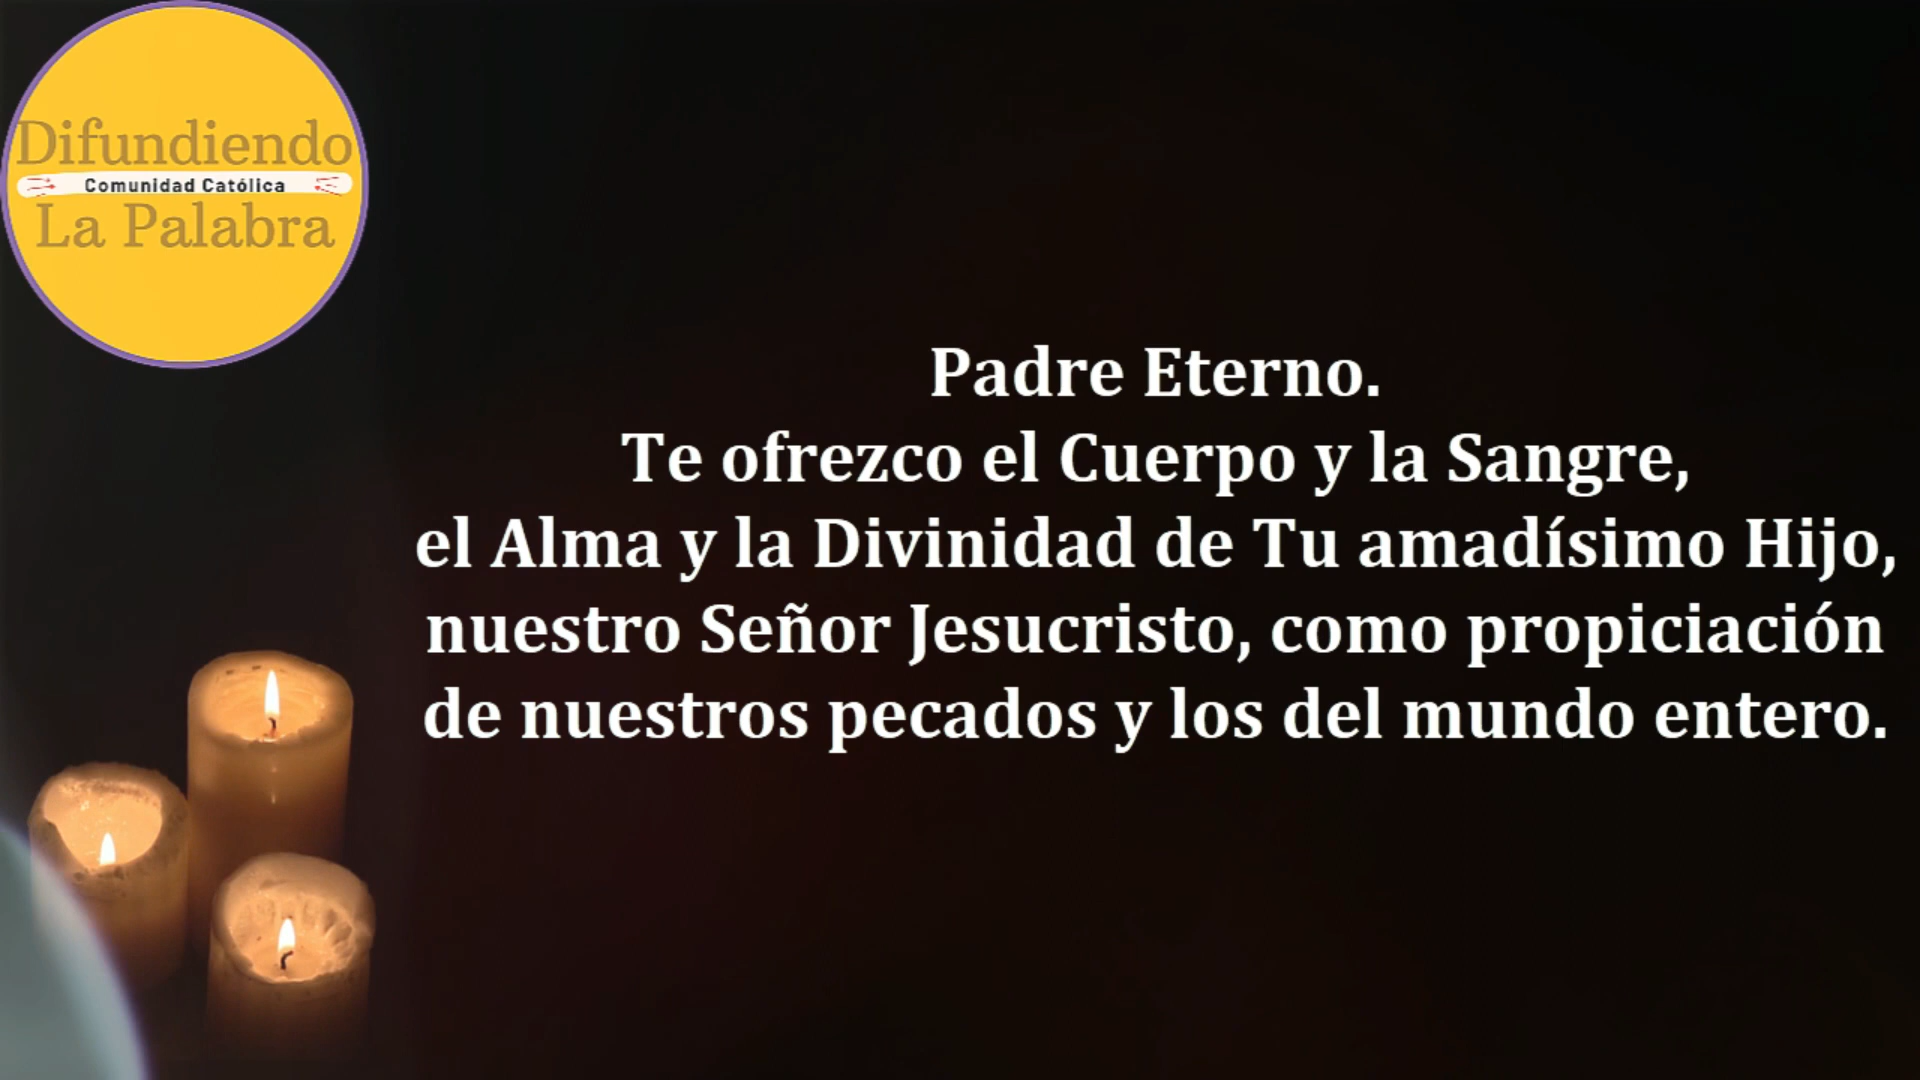 Difundiendo
Comunidad Católica
La Palabra
Padre Eterno.
Te ofrezco el Cuerpo y la Sangre,
el Alma y la Divinidad de Tu amadísimo Hijo,
nuestro Señor Jesucristo, como propiciación
de nuestros pecados y los del mundo entero.